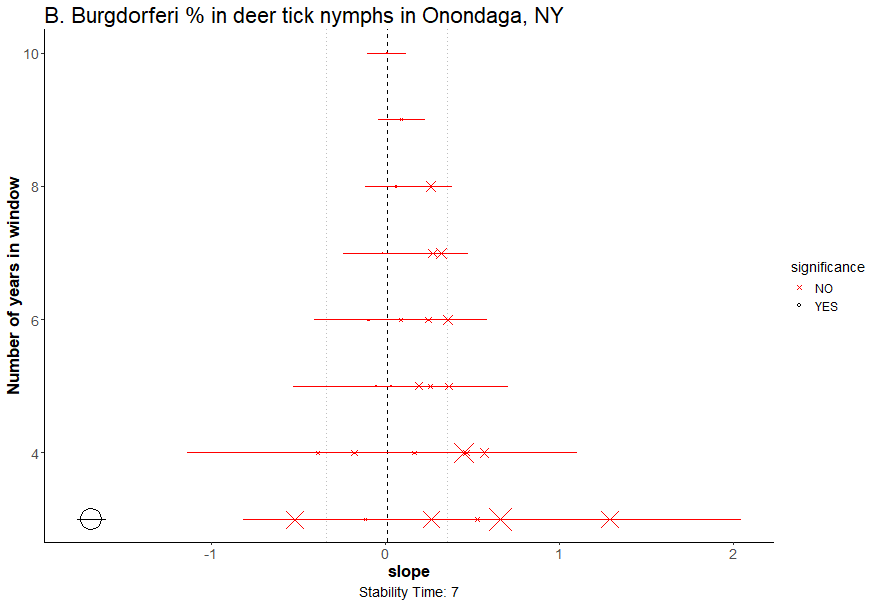 B. Burgdorferi % in deer tick nymphs in Onondaga, NY
10
8
6
4
Number of years in window
-1
0
1
2
slope
Stability Time: 7
significance
NO
YES